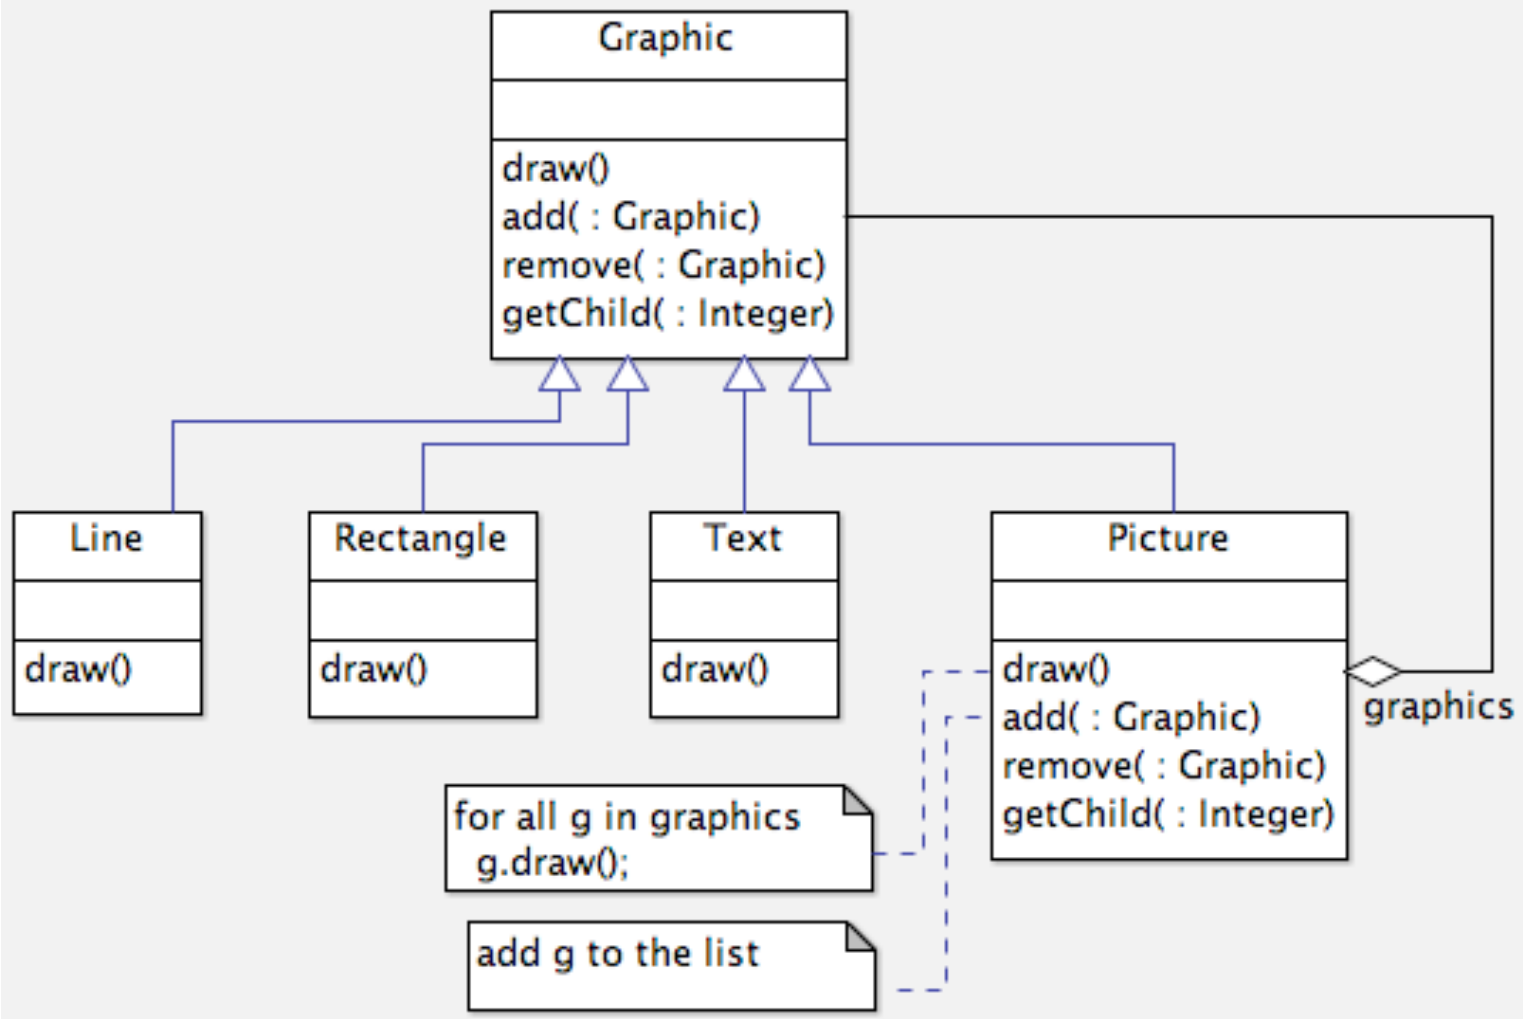 Graphic
draw()
add( : Graphic)
remove( : Graphic)
getChild( : Integer)
Line
draw()
Rectangle
draw()
Text
draw()
Picture
draw()
add( : Graphic)
remove( : Graphic)
getChild( : Integer)
graphics
for all g in graphics
g.draw();
add g to the list